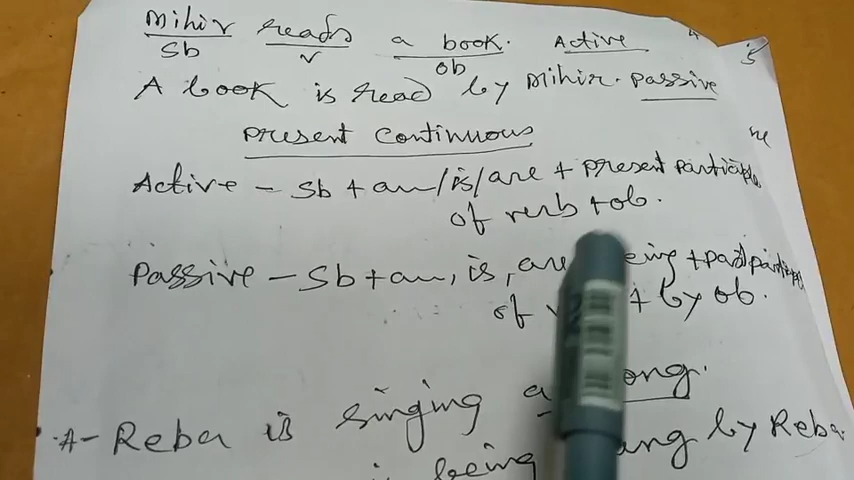 Mihir reads a book. Active
Sb v ob
A book is read by Mihir. passive
present continuous
Active - Sb + am/is/are + present participle
of verb + ob.
passive - Sb + am, is, are + past participle
of + by ob.
A- Reba is singing a song.
is being by Reba.